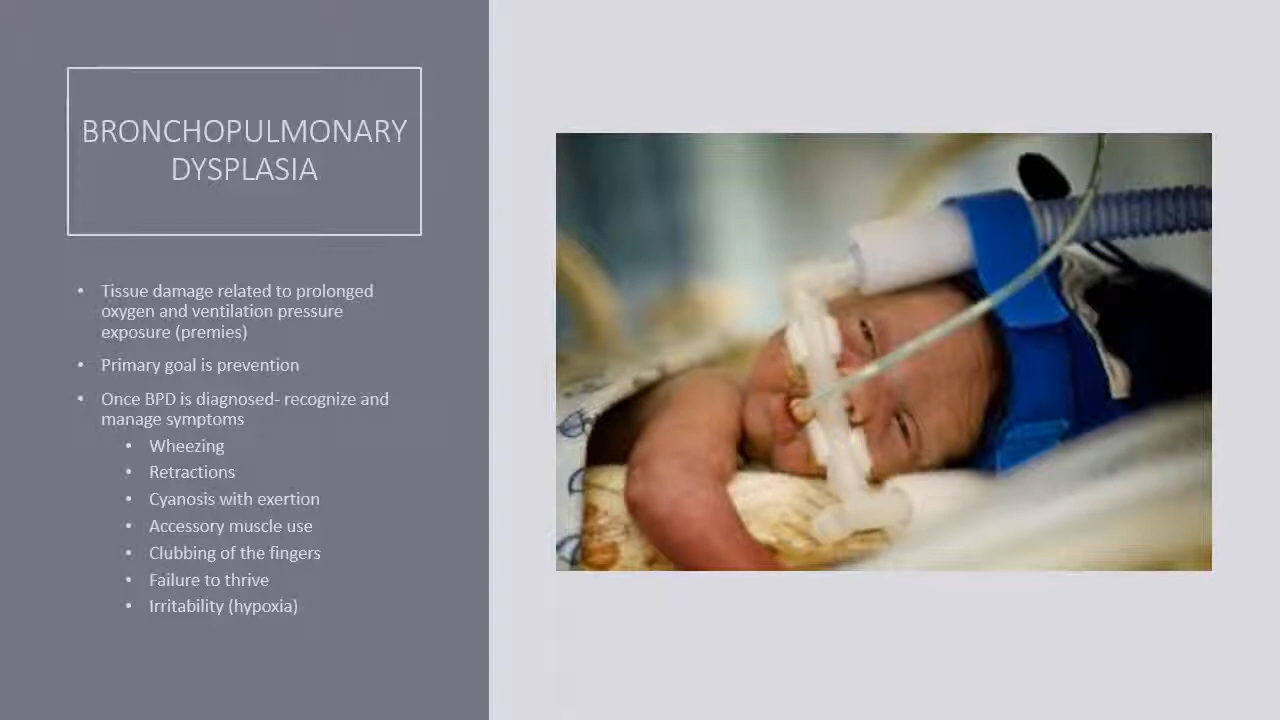 BRONCHOPULMONARY
DYSPLASIA
• Tissue damage related to prolonged
oxygen and ventilation pressure
exposure (premies)
• Primary goal is prevention
• Once BPD is diagnosed- recognize and
manage symptoms
• Wheezing
• Retractions
• Cyanosis with exertion
• Accessory muscle use
• Clubbing of the fingers
• Failure to thrive
• Irritability (hypoxia)